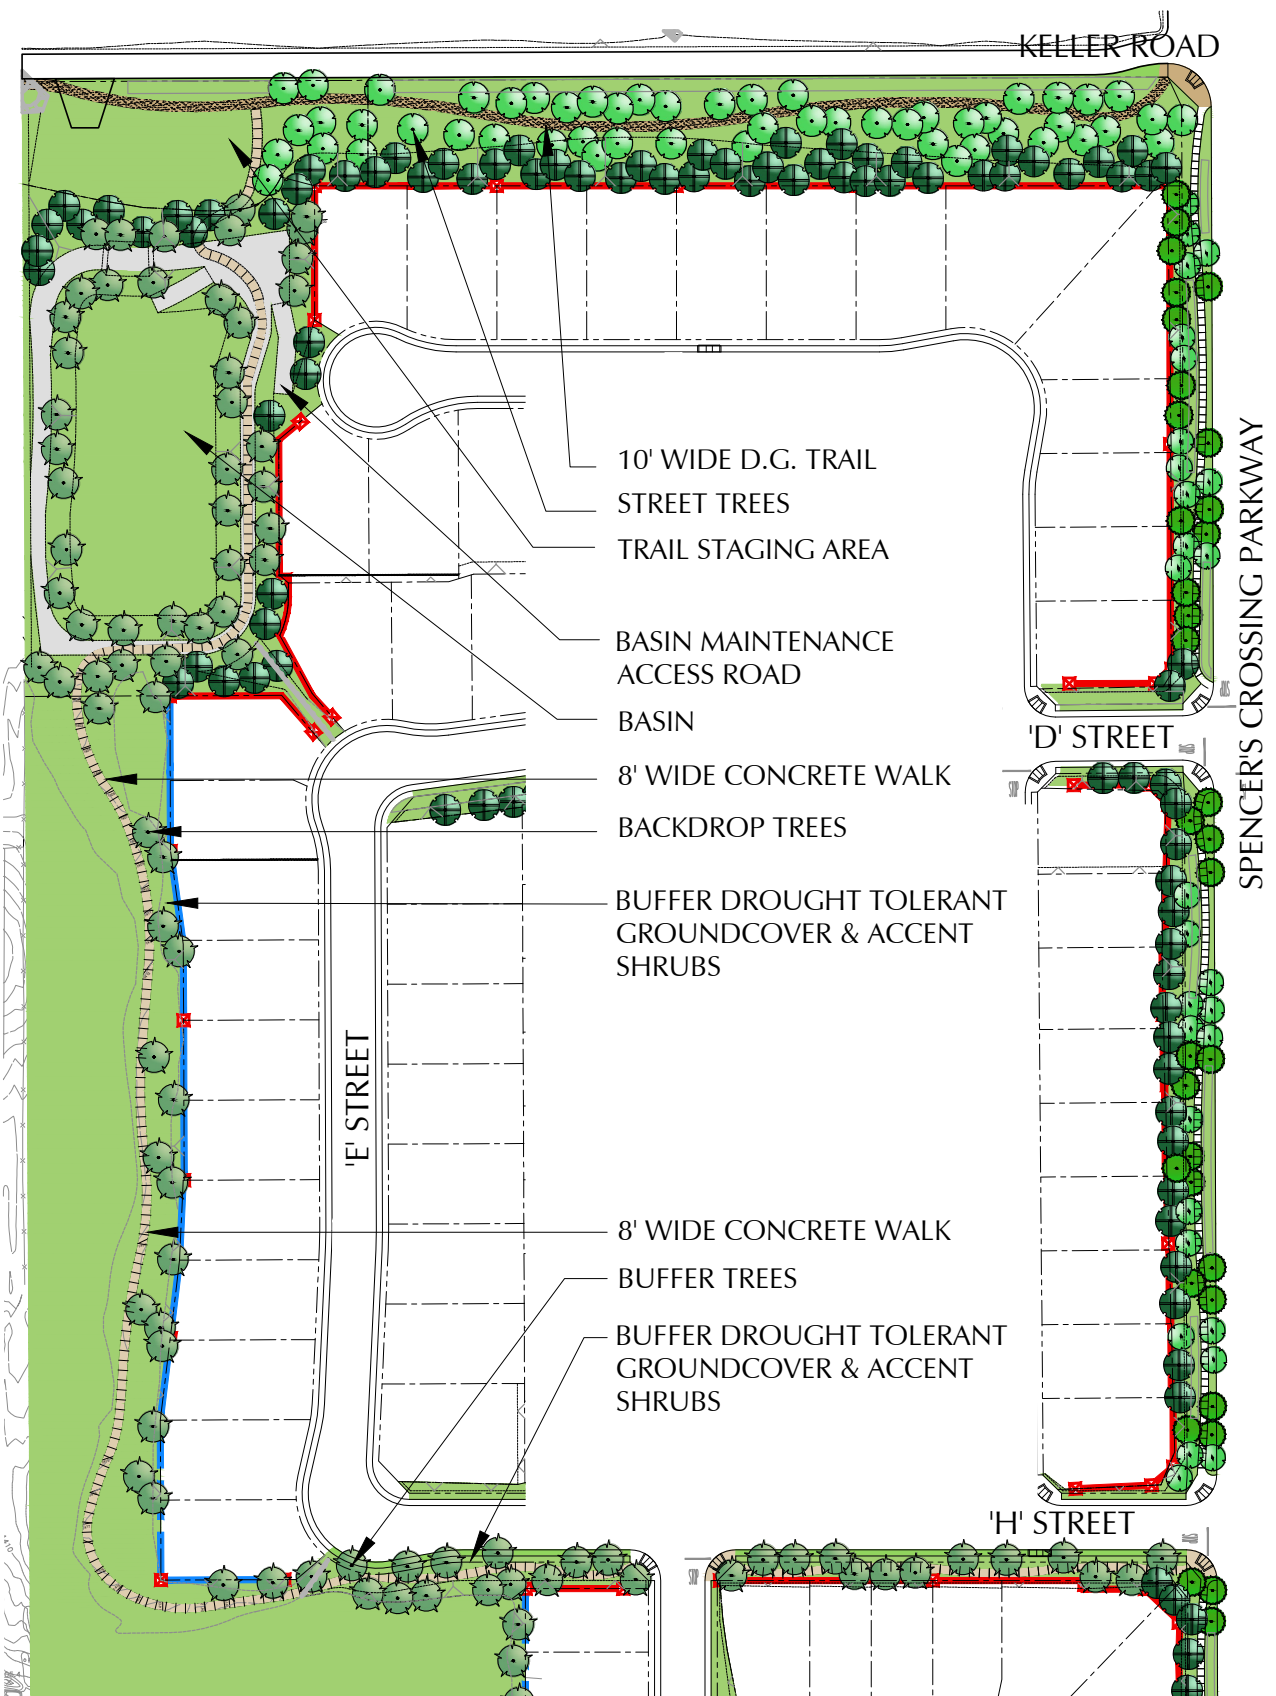 KELLER ROAD
10' WIDE D.G. TRAIL
STREET TREES
TRAIL STAGING AREA
BASIN MAINTENANCE
ACCESS ROAD
BASIN
8' WIDE CONCRETE WALK
BACKDROP TREES
BUFFER DROUGHT TOLERANT
GROUNDCOVER & ACCENT
SHRUBS
'E' STREET
8' WIDE CONCRETE WALK
BUFFER TREES
BUFFER DROUGHT TOLERANT
GROUNDCOVER & ACCENT
SHRUBS
'D' STREET
SPENCER'S CROSSING PARKWAY
'H' STREET